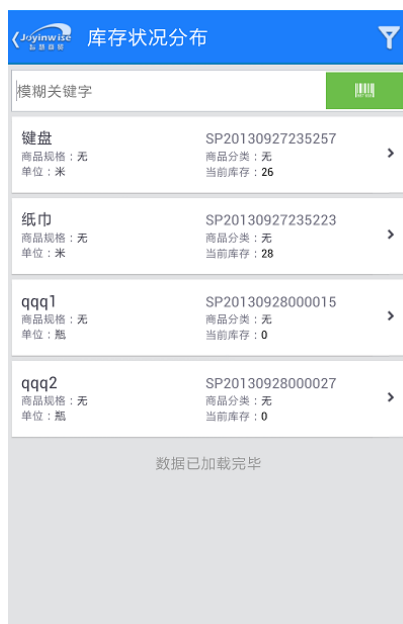 Joyinwise
库存状况分布
模糊关键字
键盘 SP20130927235257
商品规格：无 商品分类：无
单位：米 当前库存：26
纸巾 SP20130927235223
商品规格：无 商品分类：无
单位：米 当前库存：28
qqq1 SP20130928000015
商品规格：无 商品分类：无
单位：瓶 当前库存：0
qqq2 SP20130928000027
商品规格：无 商品分类：无
单位：瓶 当前库存：0
数据已加载完毕